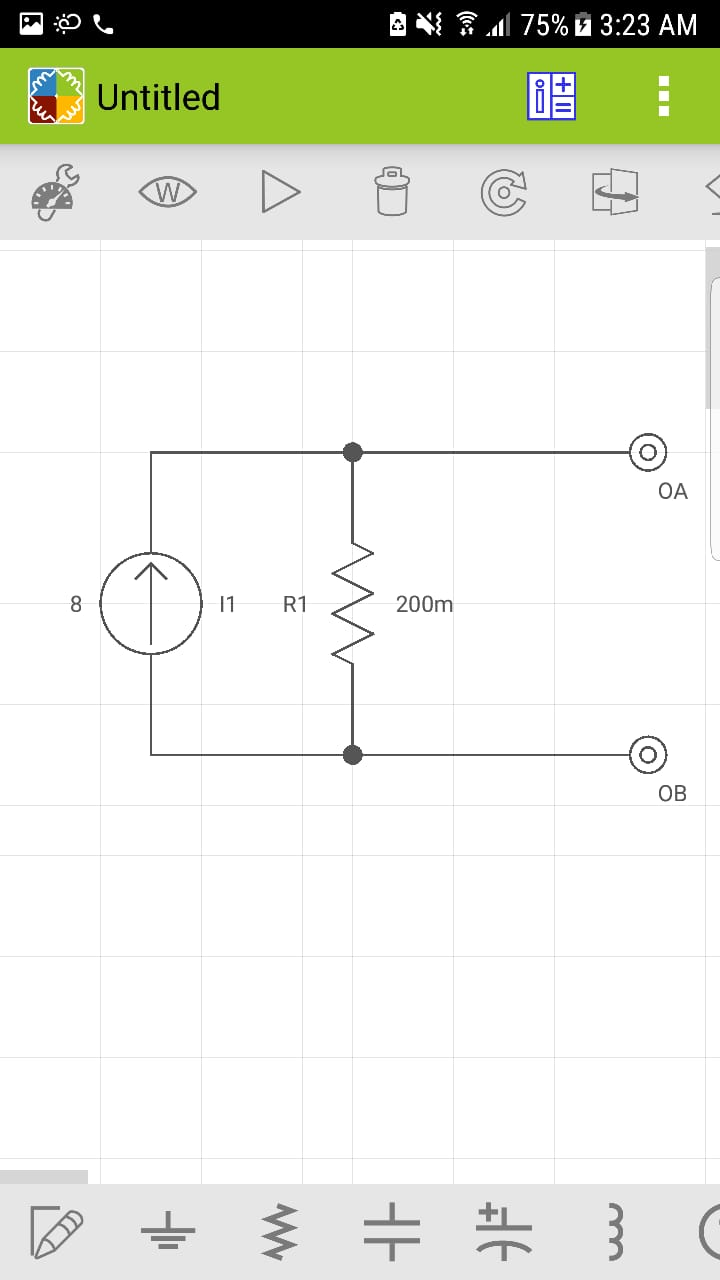 75% 3:23 AM
Untitled
W
OA
8 I1 R1 200m
OB